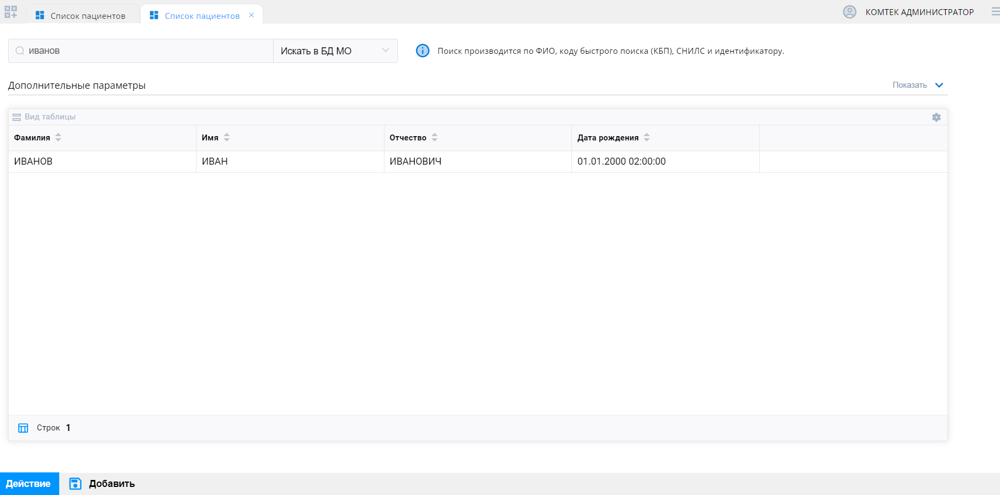 Список пациентов
Список пациентов
КОМТЕК АДМИНИСТРАТОР
иванов
Искать в БД МО
Поиск производится по ФИО, коду быстрого поиска (КБП), СНИЛС и идентификатору.
Дополнительные параметры
Показать
Вид таблицы
Фамилия Имя Отчество Дата рождения
ИВАНОВ ИВАН ИВАНОВИЧ 01.01.2000 02:00:00
Строк 1
Действие Добавить